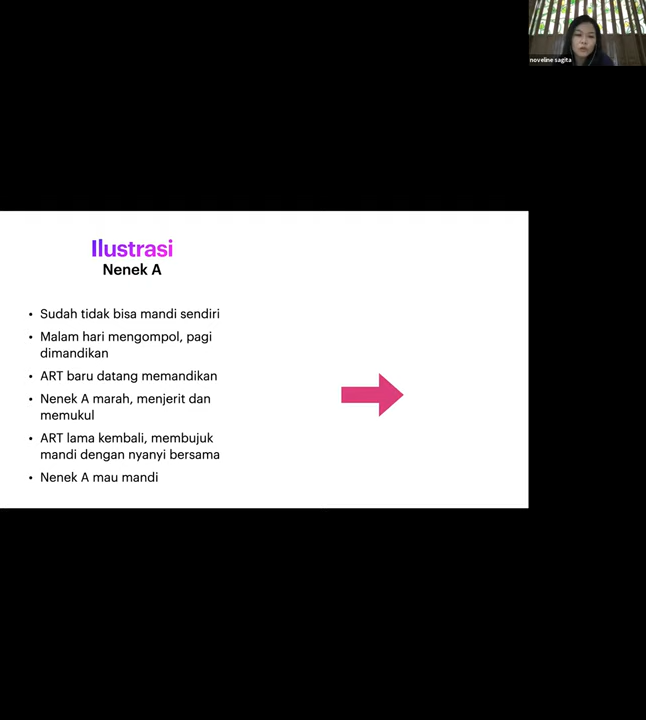 noveline sagita
Ilustrasi
Nenek A
• Sudah tidak bisa mandi sendiri
• Malam hari mengompol, pagi
dimandikan
• ART baru datang memandikan
• Nenek A marah, menjerit dan
memukul
• ART lama kembali, membujuk
mandi dengan nyanyi bersama
• Nenek A mau mandi